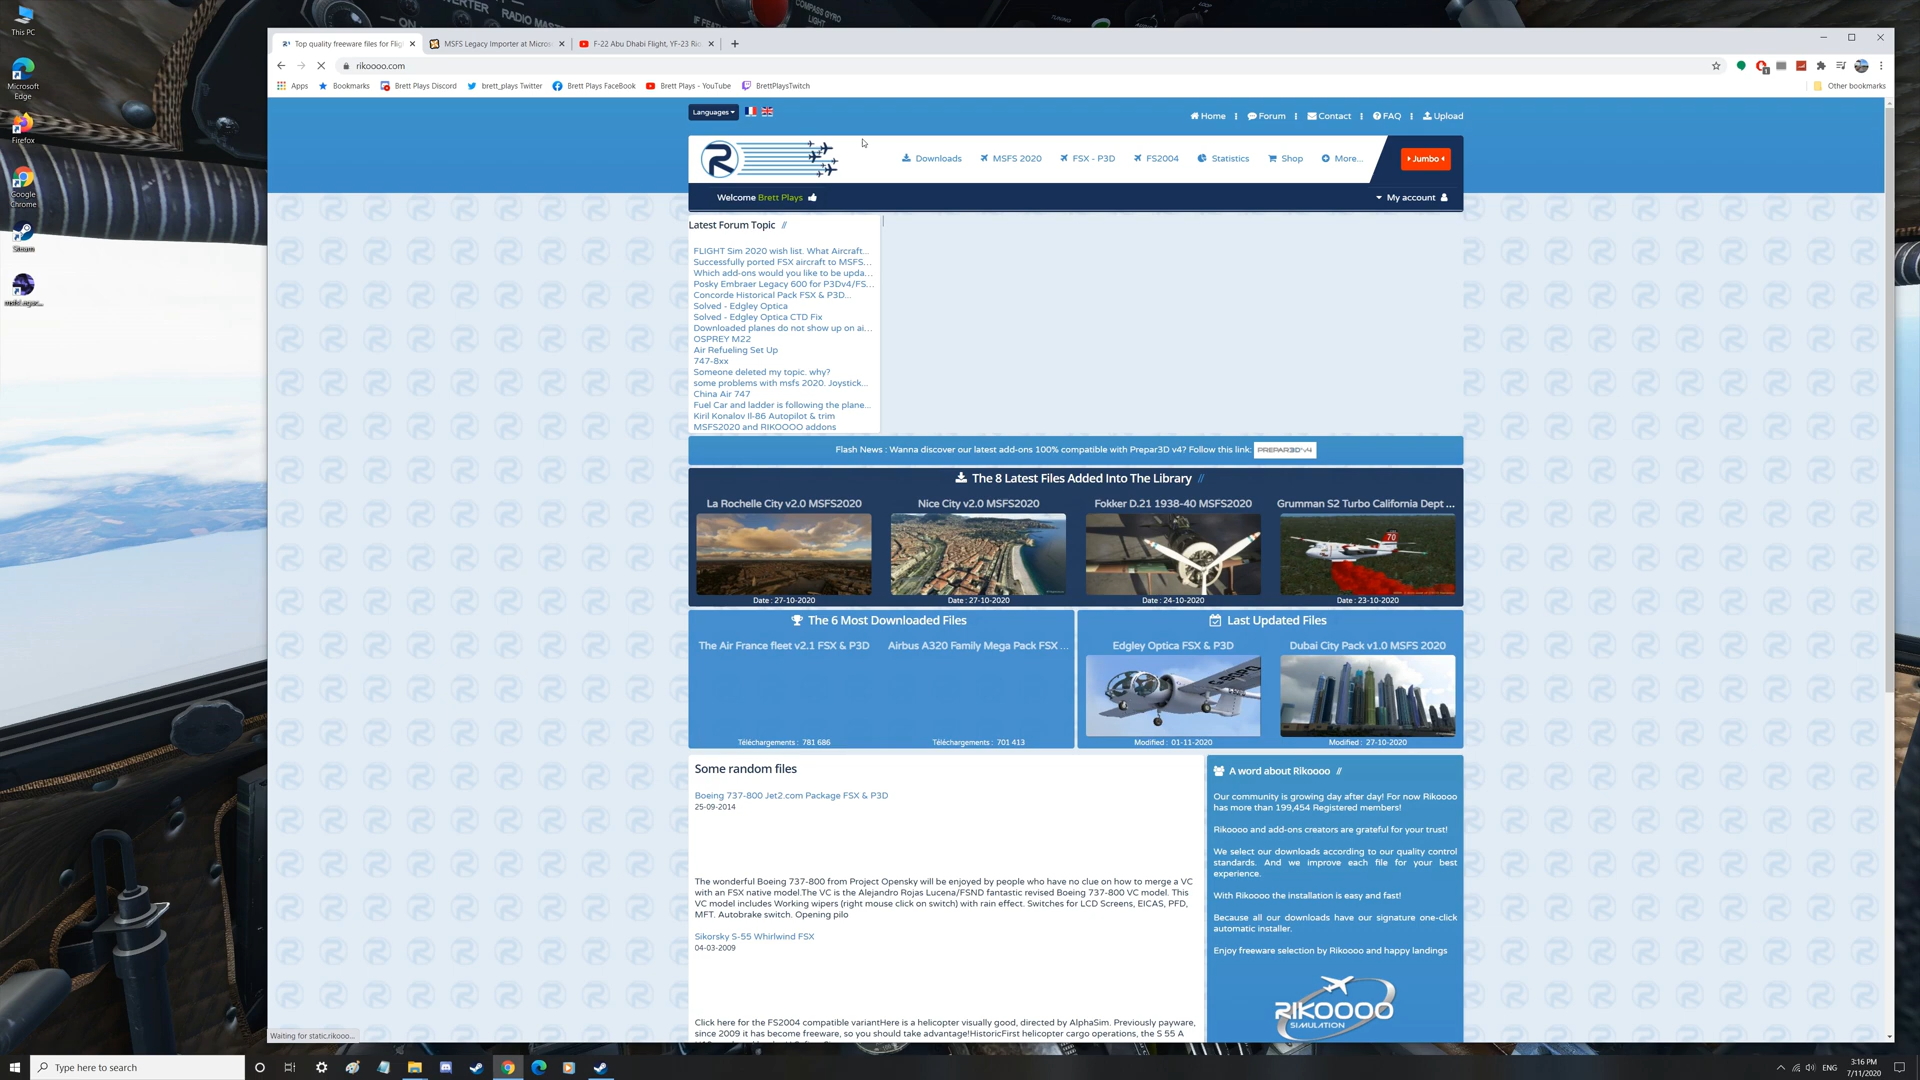 This PC
Microsoft
Edge
Firefox
Google
Chrome
Steam
COMPASS GYRO
RADIO MAS
ON
Top quality freeware files for Flig
MSFS Legacy Importer at Micros
F-22 Abu Dhabi Flight, YF-23 Ri
rikoooo.com
Apps
Bookmarks
Brett Plays Discord
brett_plays Twitter
Brett Plays FaceBook
Brett Plays - YouTube
BrettPlaysTwitch
Other bookmarks
Languages
Home
Forum
Contact
FAQ
Upload
R
Downloads
MSFS 2020
FSX - P3D
FS2004
Statistics
Shop
More...
Jumbo
Welcome Brett Plays
My account
Latest Forum Topic //
FLIGHT Sim 2020 wish list. What Aircraft...
Successfully ported FSX aircraft to MSFS...
Which add-ons would you like to be upda...
Posky Embraer Legacy 600 for P3Dv4/FS...
Concorde Historical Pack FSX & P3D...
Solved - Edgley Optica
Solved - Edgley Optica CTD Fix
Downloaded planes do not show up on ai...
OSPREY M22
Air Refueling Set Up
747-8xx
Someone deleted my topic. why?
some problems with msfs 2020. Joystick...
China Air 747
Fuel Car and ladder is following the plane...
Kiril Konalov Il-86 Autopilot & trim
MSFS2020 and RIKOOOO addons
Flash News : Wanna discover our latest add-ons 100% compatible with Prepar3D v4? Follow this link: PREPAR3D V4
The 8 Latest Files Added Into The Library //
La Rochelle City v2.0 MSFS2020
Nice City v2.0 MSFS2020
Fokker D.21 1938-40 MSFS2020
Grumman S2 Turbo California Dept ...
70
Date : 27-10-2020
Date : 27-10-2020
Date : 24-10-2020
Date : 23-10-2020
The 6 Most Downloaded Files
Last Updated Files
The Air France fleet v2.1 FSX & P3D
Airbus A320 Family Mega Pack FSX ...
Edgley Optica FSX & P3D
Dubai City Pack v1.0 MSFS 2020
Téléchargements : 781 686
Téléchargements : 701 413
Modified : 01-11-2020
Modified : 27-10-2020
Some random files
Boeing 737-800 Jet2.com Package FSX & P3D
25-09-2014
The wonderful Boeing 737-800 from Project Opensky will be enjoyed by people who have no clue on how to merge a VC
with an FSX native model.The VC is the Alejandro Rojas Lucena/FSND fantastic revised Boeing 737-800 VC model. This
VC model includes Working wipers (right mouse click on switch) with rain effect. Switches for LCD Screens, EICAS, PFD,
MFT. Autobrake switch. Opening pilo
Sikorsky S-55 Whirlwind FSX
04-03-2009
Click here for the FS2004 compatible variantHere is a helicopter visually good, directed by AlphaSim. Previously payware,
since 2009 it has become freeware, so you should take advantage!HistoricFirst helicopter cargo operations, the S 55 A
A word about Rikoooo //
Our community is growing day after day! For now Rikoooo
has more than 199,454 Registered members!
Rikoooo and add-ons creators are grateful for your trust!
We select our downloads according to our quality control
standards. And we improve each file for your best
experience.
With Rikoooo the installation is easy and fast!
Because all our downloads have our signature one-click
automatic installer.
Enjoy freeware selection by Rikoooo and happy landings
RIKOOOO
SIMULATION
Waiting for static.rikooo...
Type here to search
ENG
3:16 PM
7/11/2020